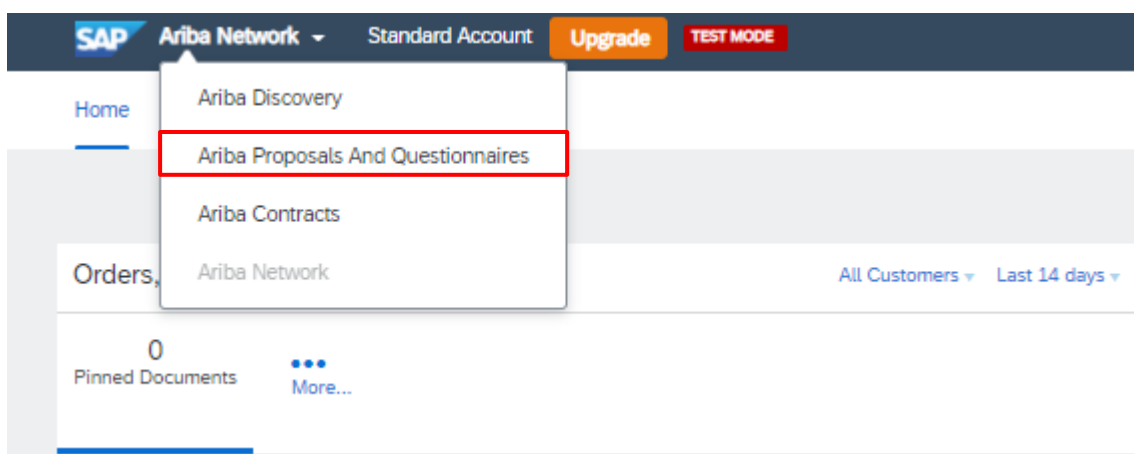 SAP Ariba Network Standard Account Upgrade TEST MODE
Home
Ariba Discovery
Ariba Proposals And Questionnaires
Ariba Contracts
Ariba Network
Orders,
All Customers Last 14 days
0
Pinned Documents
More...